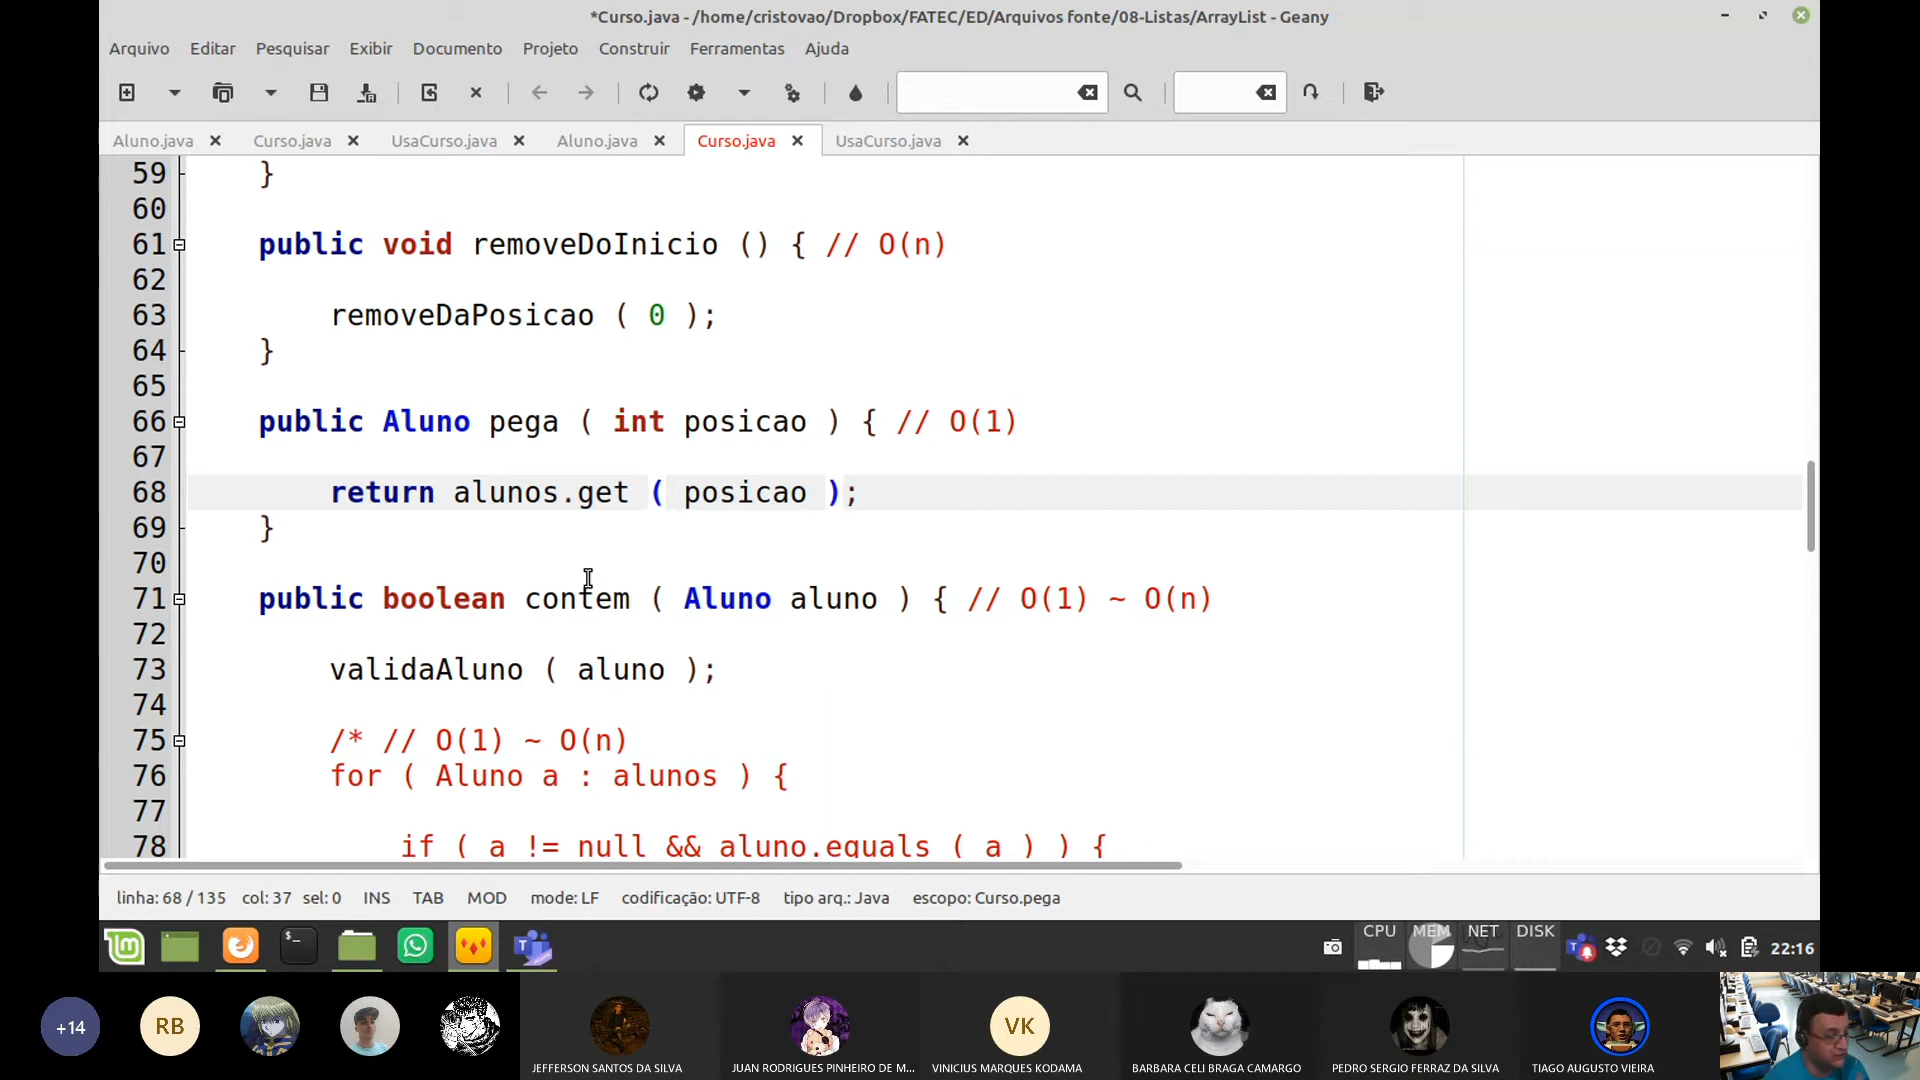 *Curso.java - /home/cristovao/Dropbox/FATEC/ED/Arquivos fonte/08-Listas/ArrayList - Geany
Arquivo Editar Pesquisar Exibir Documento Projeto Construir Ferramentas Ajuda
Aluno.java Curso.java UsaCurso.java Aluno.java Curso.java UsaCurso.java
59 }
60
61 public void removeDoInicio () { // O(n)
62
63 removeDaPosicao ( 0 );
64 }
65
66 public Aluno pega ( int posicao ) { // O(1)
67
68 return alunos.get ( posicao );
69 }
70
71 public boolean contem ( Aluno aluno ) { // O(1) ~ O(n)
72
73 validaAluno ( aluno );
74
75 /* // O(1) ~ O(n)
76 for ( Aluno a : alunos ) {
77
78 if ( a != null && aluno.equals ( a ) ) {
linha: 68 / 135 col: 37 sel: 0 INS TAB MOD mode: LF codificação: UTF-8 tipo arq.: Java escopo: Curso.pega
CPU MEM NET DISK 22:16
+14 RB VK
JEFFERSON SANTOS DA SILVA JUAN RODRIGUES PINHEIRO DE M... VINICIUS MARQUES KODAMA BARBARA CELI BRAGA CAMARGO PEDRO SERGIO FERRAZ DA SILVA TIAGO AUGUSTO VIEIRA